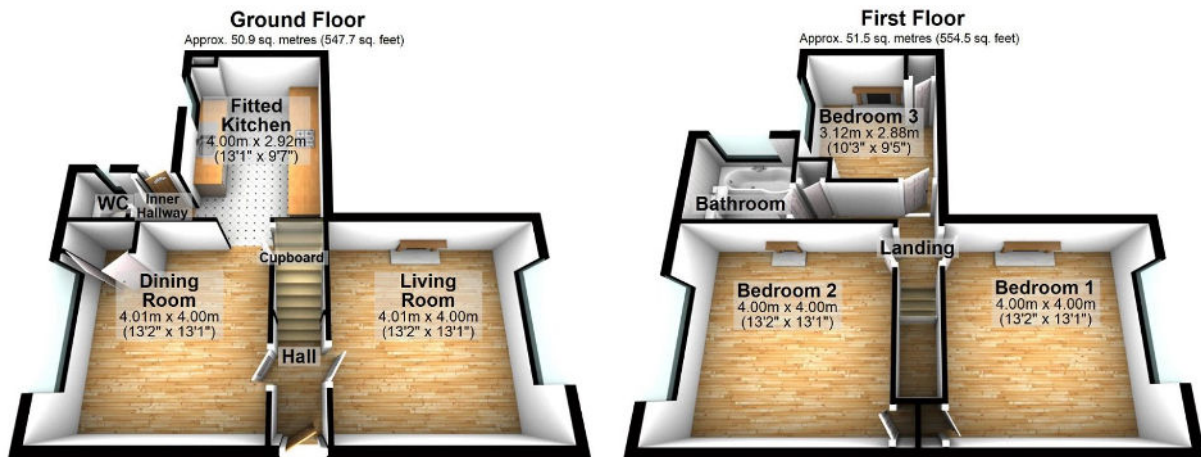 Ground Floor
Approx. 50.9 sq. metres (547.7 sq. feet)
Fitted
Kitchen
4.00m x 2.92m
(13'1" x 9'7")
WC
Inner
Hallway
Cupboard
Dining
Room
4.01m x 4.00m
(13'2" x 13'1")
Living
Room
4.01m x 4.00m
(13'2" x 13'1")
Hall
First Floor
Approx. 51.5 sq. metres (554.5 sq. feet)
Bedroom 3
3.12m x 2.88m
(10'3" x 9'5")
Bathroom
Landing
Bedroom 2
4.00m x 4.00m
(13'2" x 13'1")
Bedroom 1
4.00m x 4.00m
(13'2" x 13'1")